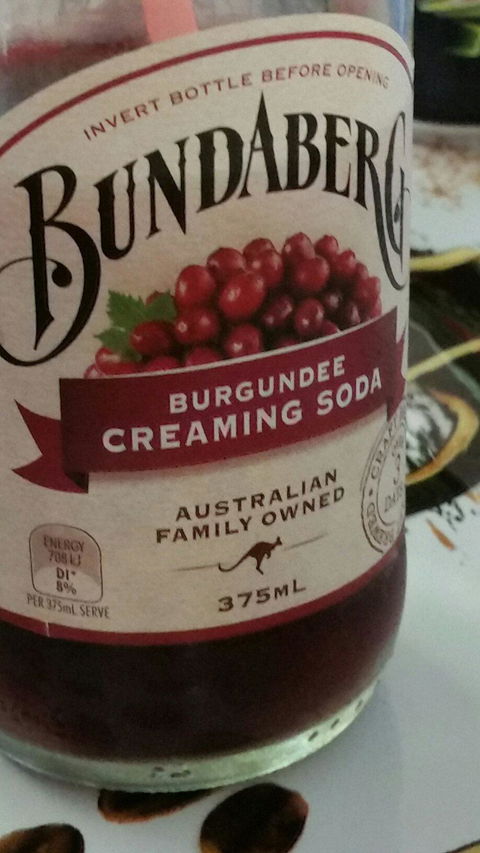 INVERT BOTTLE BEFORE OPENING
BUNDABERG
BURGUNDEE
CREAMING SODA
AUSTRALIAN
FAMILY OWNED
375mL
ENERGY
708kJ
DI*
8%
PER 375mL SERVE